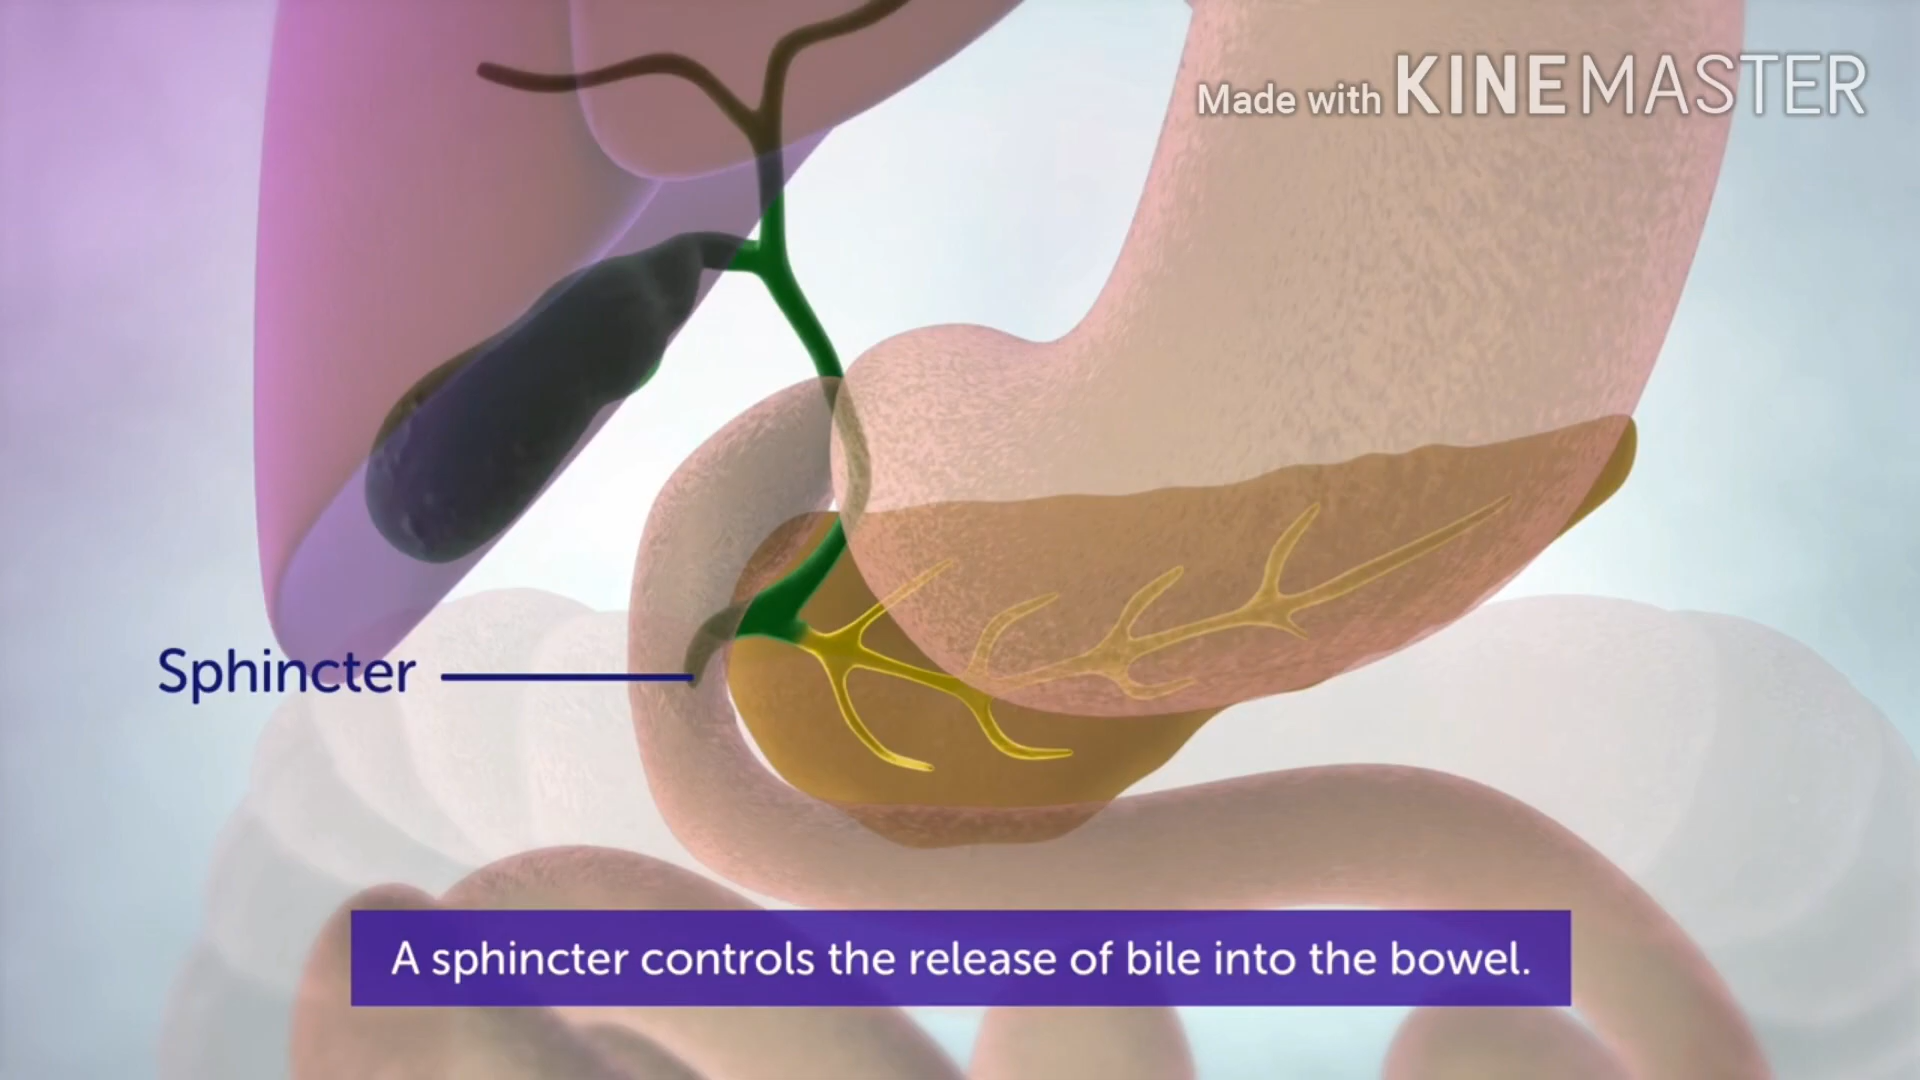 Made with KINEMASTER
Sphincter
A sphincter controls the release of bile into the bowel.